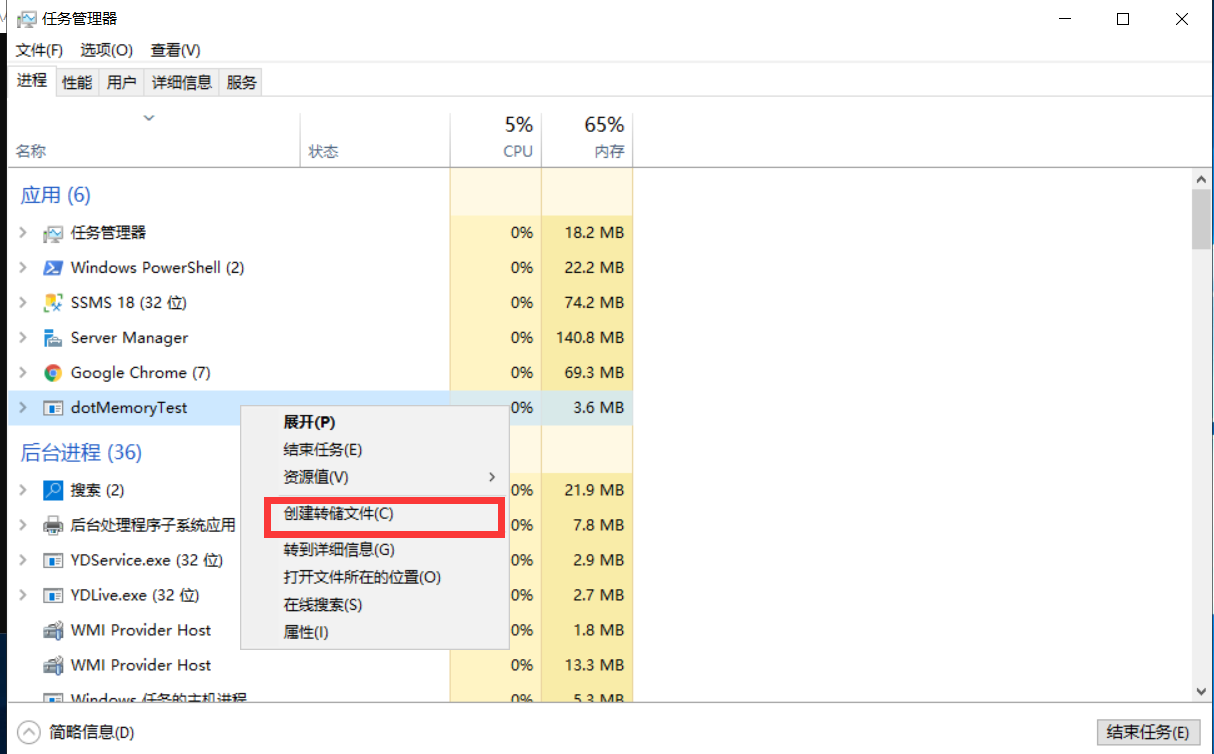 任务管理器
文件(F) 选项(O) 查看(V)
进程 性能 用户 详细信息 服务
5% 65%
名称 状态 CPU 内存
应用 (6)
任务管理器 0% 18.2 MB
Windows PowerShell (2) 0% 22.2 MB
SSMS 18 (32 位) 0% 74.2 MB
Server Manager 0% 140.8 MB
Google Chrome (7) 0% 69.3 MB
dotMemoryTest 0% 3.6 MB
展开(P)
结束任务(E)
资源值(V)
创建转储文件(C)
转到详细信息(G)
打开文件所在的位置(O)
在线搜索(S)
属性(I)
后台进程 (36)
搜索 (2) 0% 21.9 MB
后台处理程序子系统应用 0% 7.8 MB
YDService.exe (32 位) 0% 2.9 MB
YDLive.exe (32 位) 0% 2.7 MB
WMI Provider Host 0% 1.8 MB
WMI Provider Host 0% 13.3 MB
Windows 任务的主机进程 0% 5.3 MB
简略信息(D) 结束任务(E)